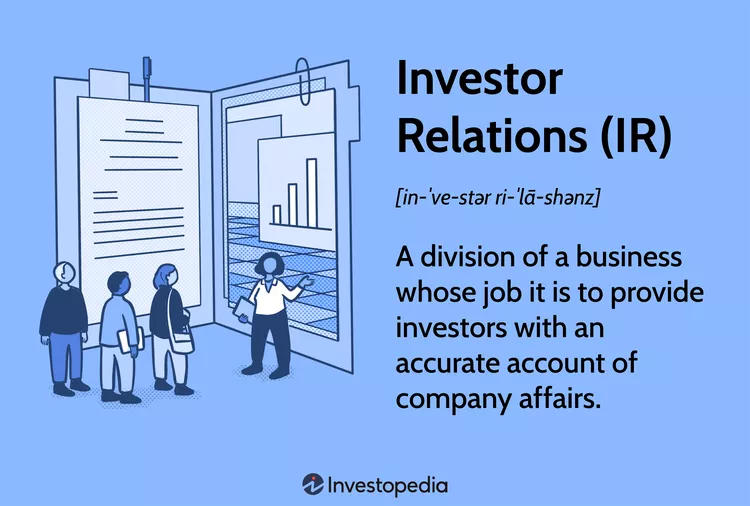 Investor
Relations (IR)
[in-ˈve-stər ri-ˈlā-shənz]
A division of a business
whose job it is to provide
investors with an
accurate account of
company affairs.
Investopedia